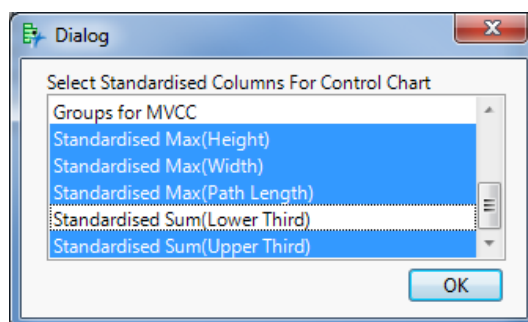 Dialog
Select Standardised Columns For Control Chart
Groups for MVCC
Standardised Max(Height)
Standardised Max(Width)
Standardised Max(Path Length)
Standardised Sum(Lower Third)
Standardised Sum(Upper Third)
OK